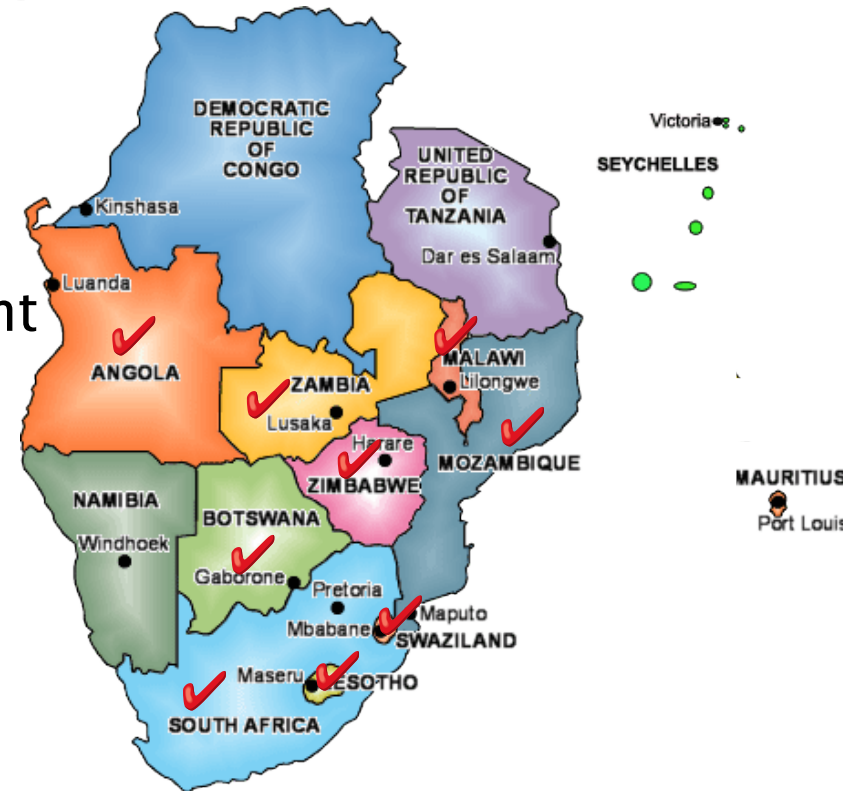 DEMOCRATIC
REPUBLIC
OF
CONGO
Victoria
UNITED
REPUBLIC
OF
TANZANIA
SEYCHELLES
Kinshasa
Dar es Salaam
Luanda
nt
ANGOLA
MALAWI
Lilongwe
ZAMBIA
Lusaka
Harare
MOZAMBIQUE
ZIMBABWE
MAURITIUS
Port Louis
NAMIBIA
BOTSWANA
Windhoek
Gaborone
Pretoria
Maputo
Mbabane
SWAZILAND
Maseru
LESOTHO
SOUTH AFRICA